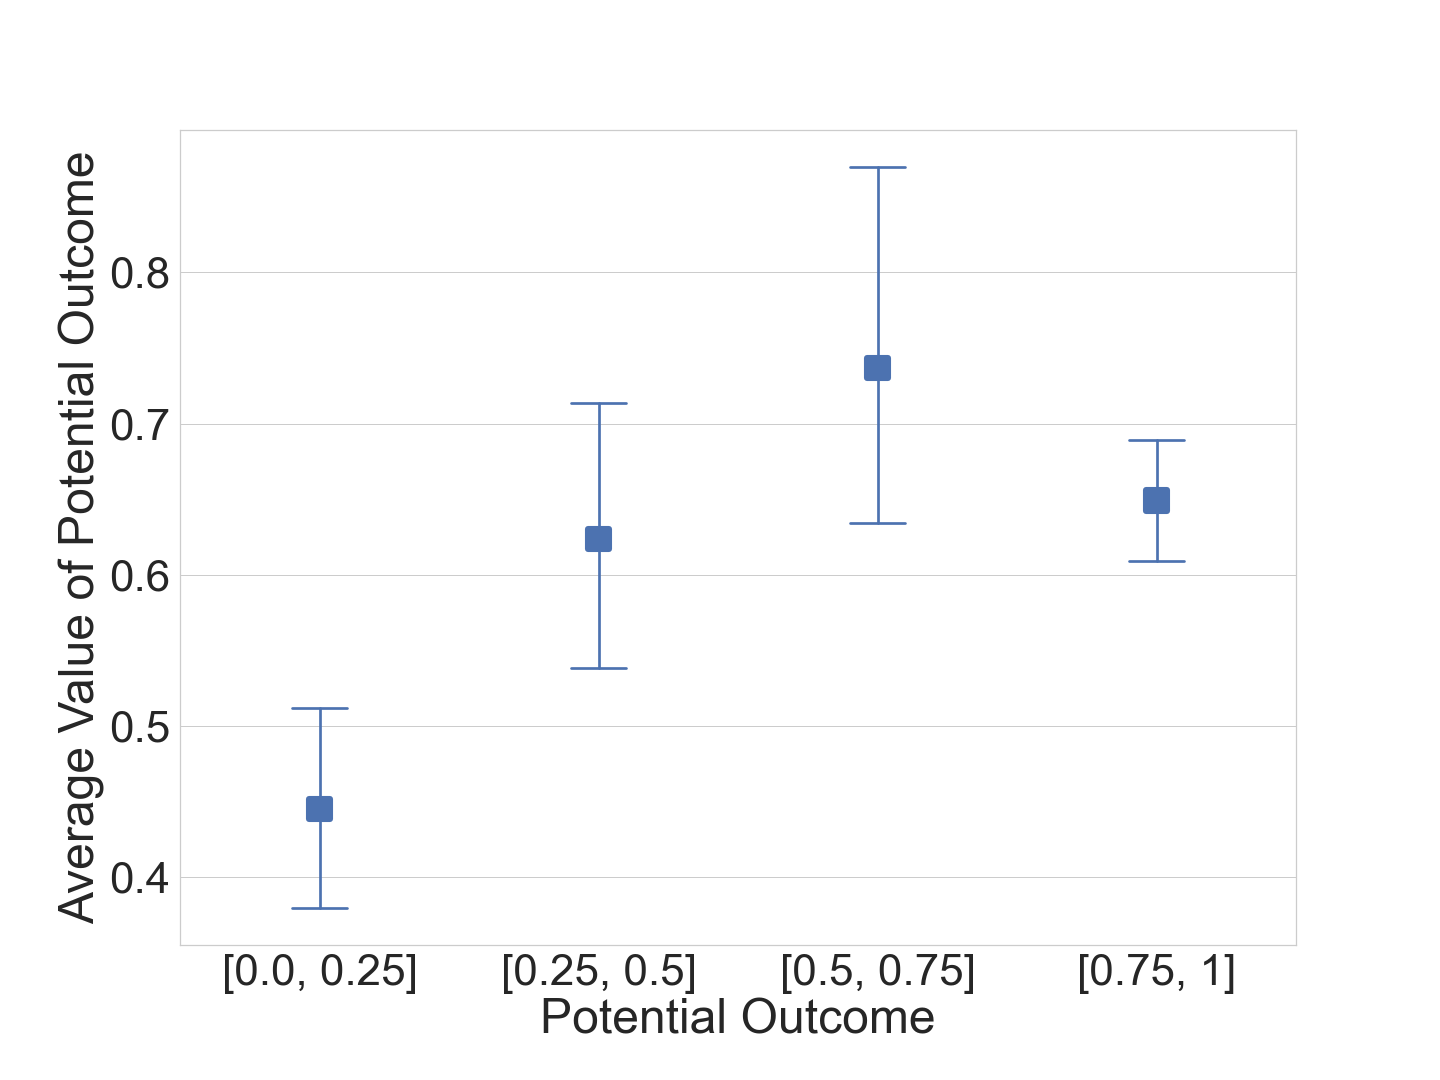 Average Value of Potential Outcome
0.8
0.7
0.6
0.5
0.4
[0.0, 0.25] [0.25, 0.5] [0.5, 0.75] [0.75, 1]
Potential Outcome